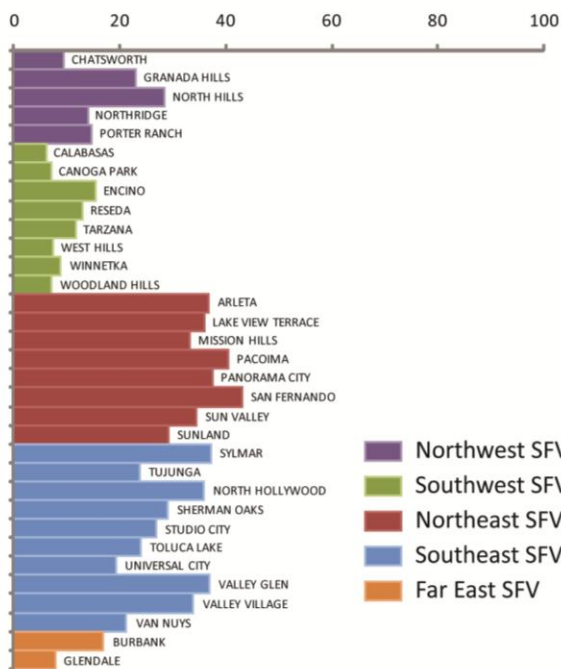 0 20 40 60 80 100
CHATSWORTH
GRANADA HILLS
NORTH HILLS
NORTHRIDGE
PORTER RANCH
CALABASAS
CANOGA PARK
ENCINO
RESEDA
TARZANA
WEST HILLS
WINNETKA
WOODLAND HILLS
ARLETA
LAKE VIEW TERRACE
MISSION HILLS
PACOIMA
PANORAMA CITY
SAN FERNANDO
SUN VALLEY
SUNLAND
SYLMAR
TUJUNGA
NORTH HOLLYWOOD
SHERMAN OAKS
STUDIO CITY
TOLUCA LAKE
UNIVERSAL CITY
VALLEY GLEN
VALLEY VILLAGE
VAN NUYS
BURBANK
GLENDALE
Northwest SFV
Southwest SFV
Northeast SFV
Southeast SFV
Far East SFV